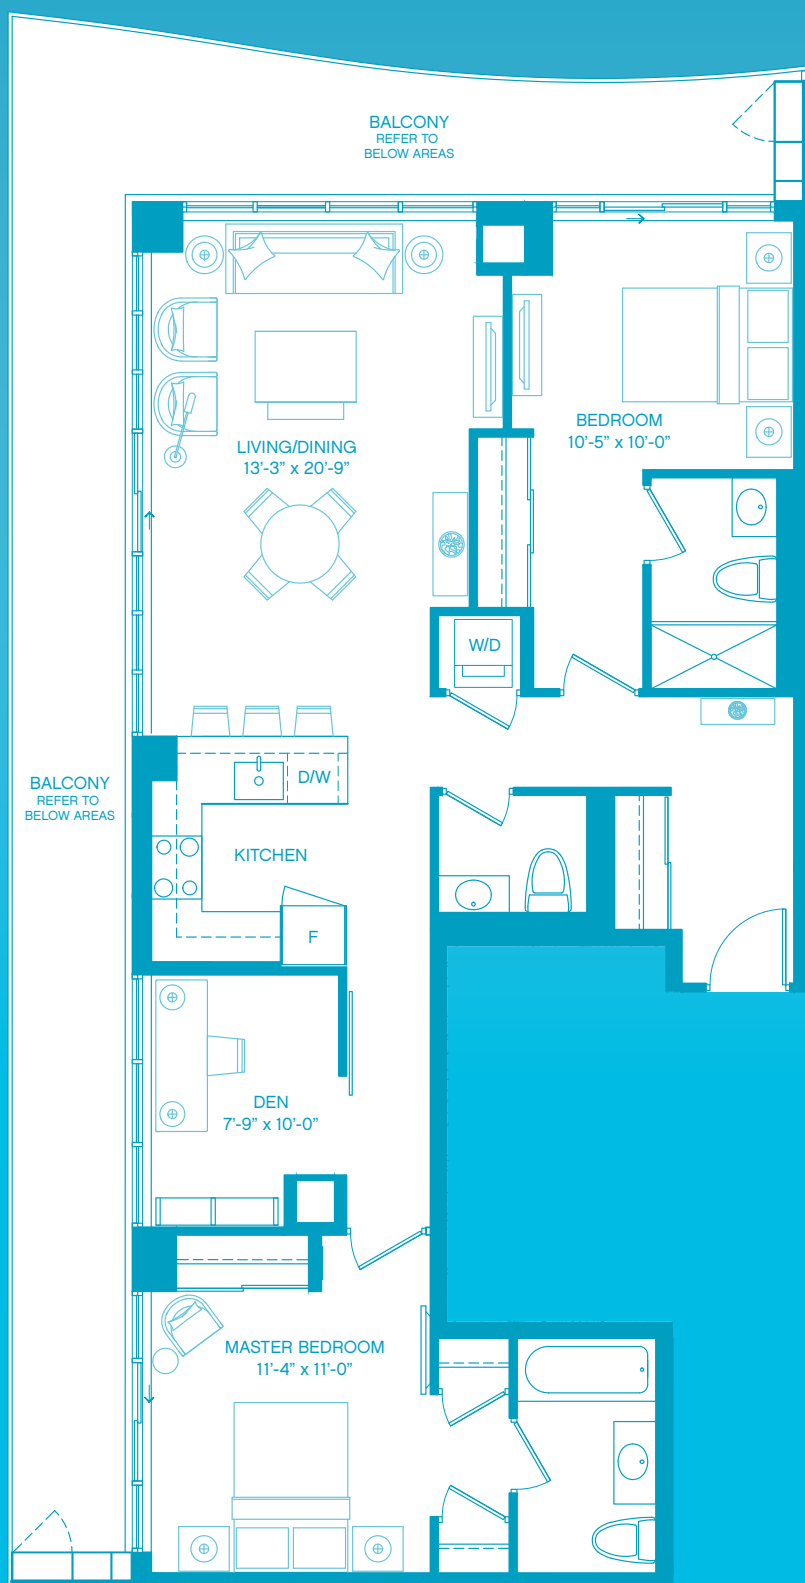 BALCONY
REFER TO
BELOW AREAS
BEDROOM
10'-5" x 10'-0"
LIVING/DINING
13'-3" x 20'-9"
W/D
BALCONY
REFER TO
BELOW AREAS
D/W
KITCHEN
F
DEN
7'-9" x 10'-0"
MASTER BEDROOM
11'-4" x 11'-0"